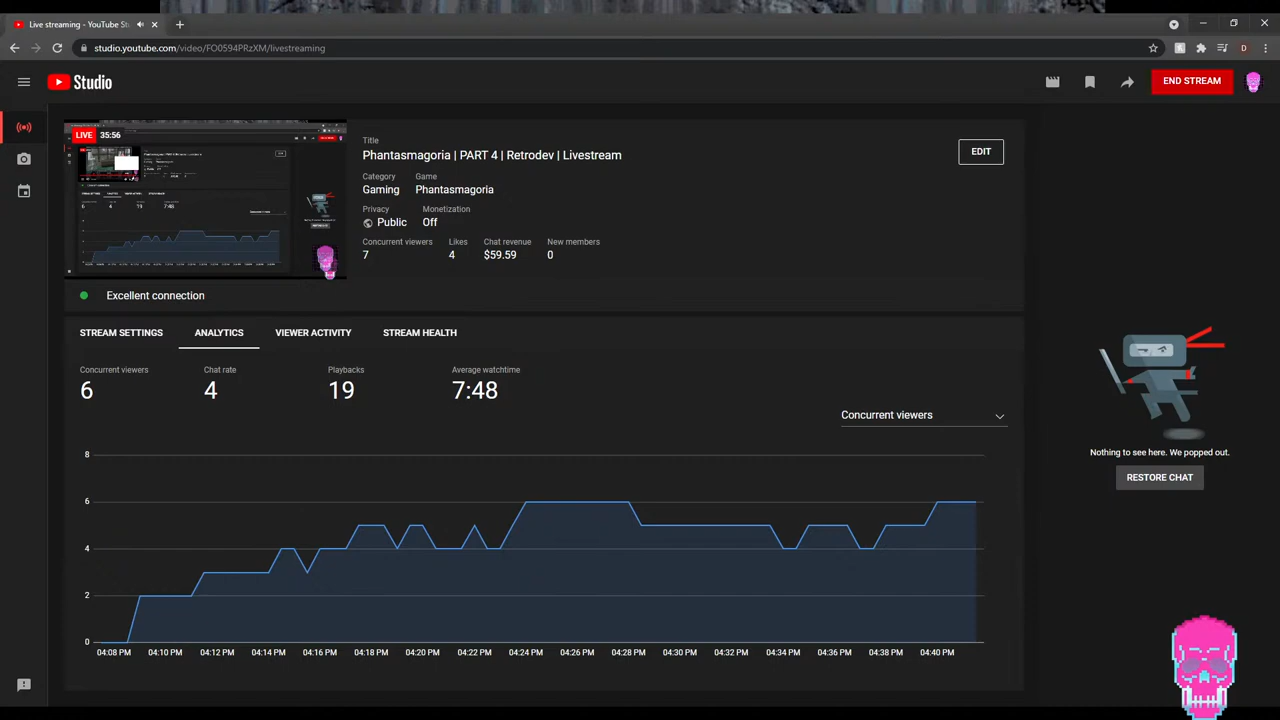 Live streaming - YouTube St
studio.youtube.com/video/FO0594PRzXM/livestreaming
D
Studio
END STREAM
LIVE 35:56
Title
Phantasmagoria | PART 4 | Retrodev | Livestream
EDIT
Category Game
Gaming Phantasmagoria
Privacy Monetization
Public Off
Concurrent viewers Likes Chat revenue New members
7 4 $59.59 0
Excellent connection
STREAM SETTINGS ANALYTICS VIEWER ACTIVITY STREAM HEALTH
Concurrent viewers Chat rate Playbacks Average watchtime
6 4 19 7:48
Concurrent viewers
8
6
4
2
0
04:08 PM 04:10 PM 04:12 PM 04:14 PM 04:16 PM 04:18 PM 04:20 PM 04:22 PM 04:24 PM 04:26 PM 04:28 PM 04:30 PM 04:32 PM 04:34 PM 04:36 PM 04:38 PM 04:40 PM
Nothing to see here. We popped out.
RESTORE CHAT